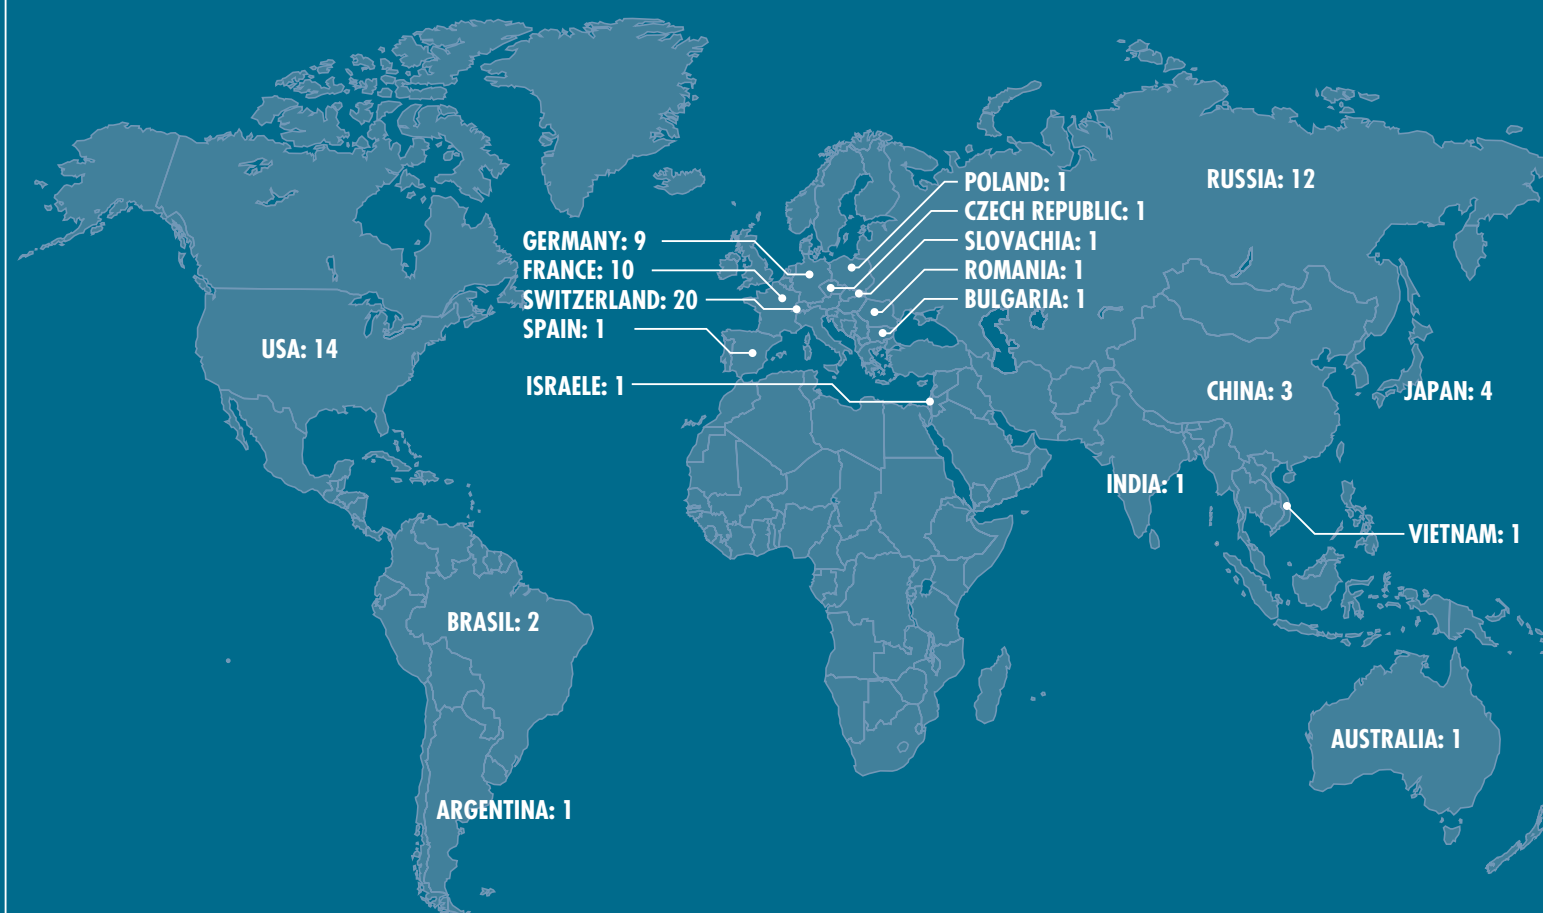 POLAND: 1
RUSSIA: 12
CZECH REPUBLIC: 1
GERMANY: 9
SLOVACHIA: 1
FRANCE: 10
ROMANIA: 1
SWITZERLAND: 20
BULGARIA: 1
SPAIN: 1
USA: 14
ISRAELE: 1
CHINA: 3
JAPAN: 4
INDIA: 1
VIETNAM: 1
BRASIL: 2
AUSTRALIA: 1
ARGENTINA: 1